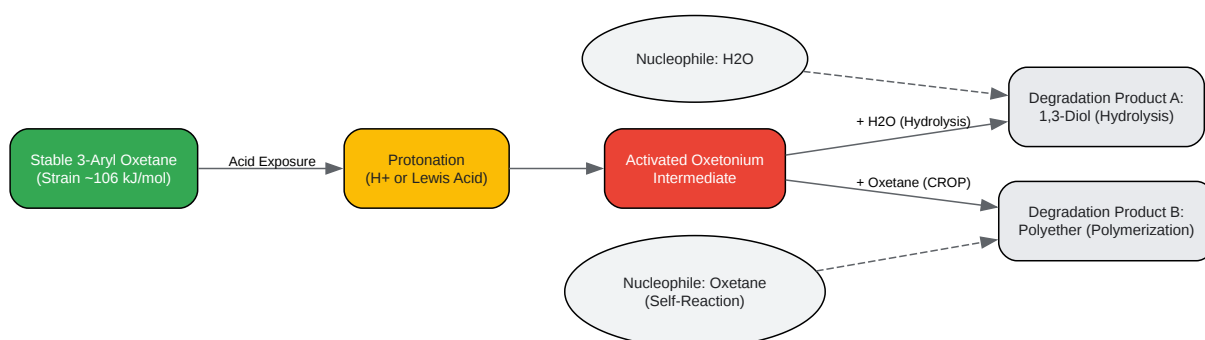 Nucleophile: H2O
Degradation Product A:
1,3-Diol (Hydrolysis)
+ H2O (Hydrolysis)
Stable 3-Aryl Oxetane
(Strain ~106 kJ/mol)
Acid Exposure
Protonation
(H+ or Lewis Acid)
Activated Oxetonium
Intermediate
+ Oxetane (CROP)
Degradation Product B:
Polyether (Polymerization)
Nucleophile: Oxetane
(Self-Reaction)